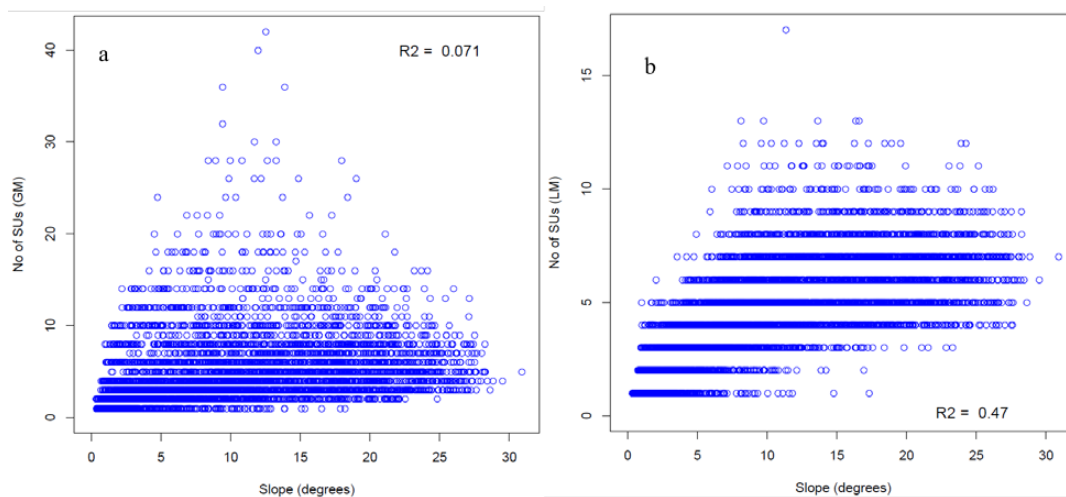 a
R2 = 0.071
No of SUs (GM)
40
30
20
10
0
0 5 10 15 20 25 30
Slope (degrees)
b
R2 = 0.47
No of SUs (LM)
15
10
5
0
0 5 10 15 20 25 30
Slope (degrees)